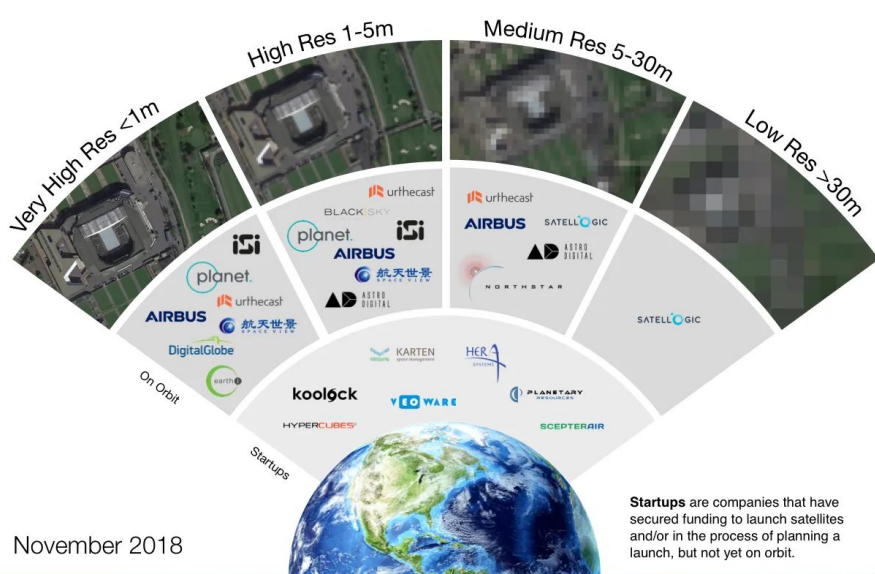 Very High Res <1m
High Res 1-5m
Medium Res 5-30m
Low Res >30m
iSi
planet.
urthecast
AIRBUS
航天世景
SPACE VIEW
DigitalGlobe
earthi
urthecast
BLACKSKY
planet.
iSi
AIRBUS
航天世景
SPACE VIEW
ASTRO
DIGITAL
urthecast
AIRBUS
SATELLOGIC
ASTRO
DIGITAL
NORTHSTAR
SATELLOGIC
On Orbit
KARTEN
HERA
SYSTEMS
koolock
VEOWARE
PLANETARY
RESOURCES
HYPERCUBES
SCEPTERAIR
Startups
Startups are companies that have
secured funding to launch satellites
and/or in the process of planning a
launch, but not yet on orbit.
November 2018